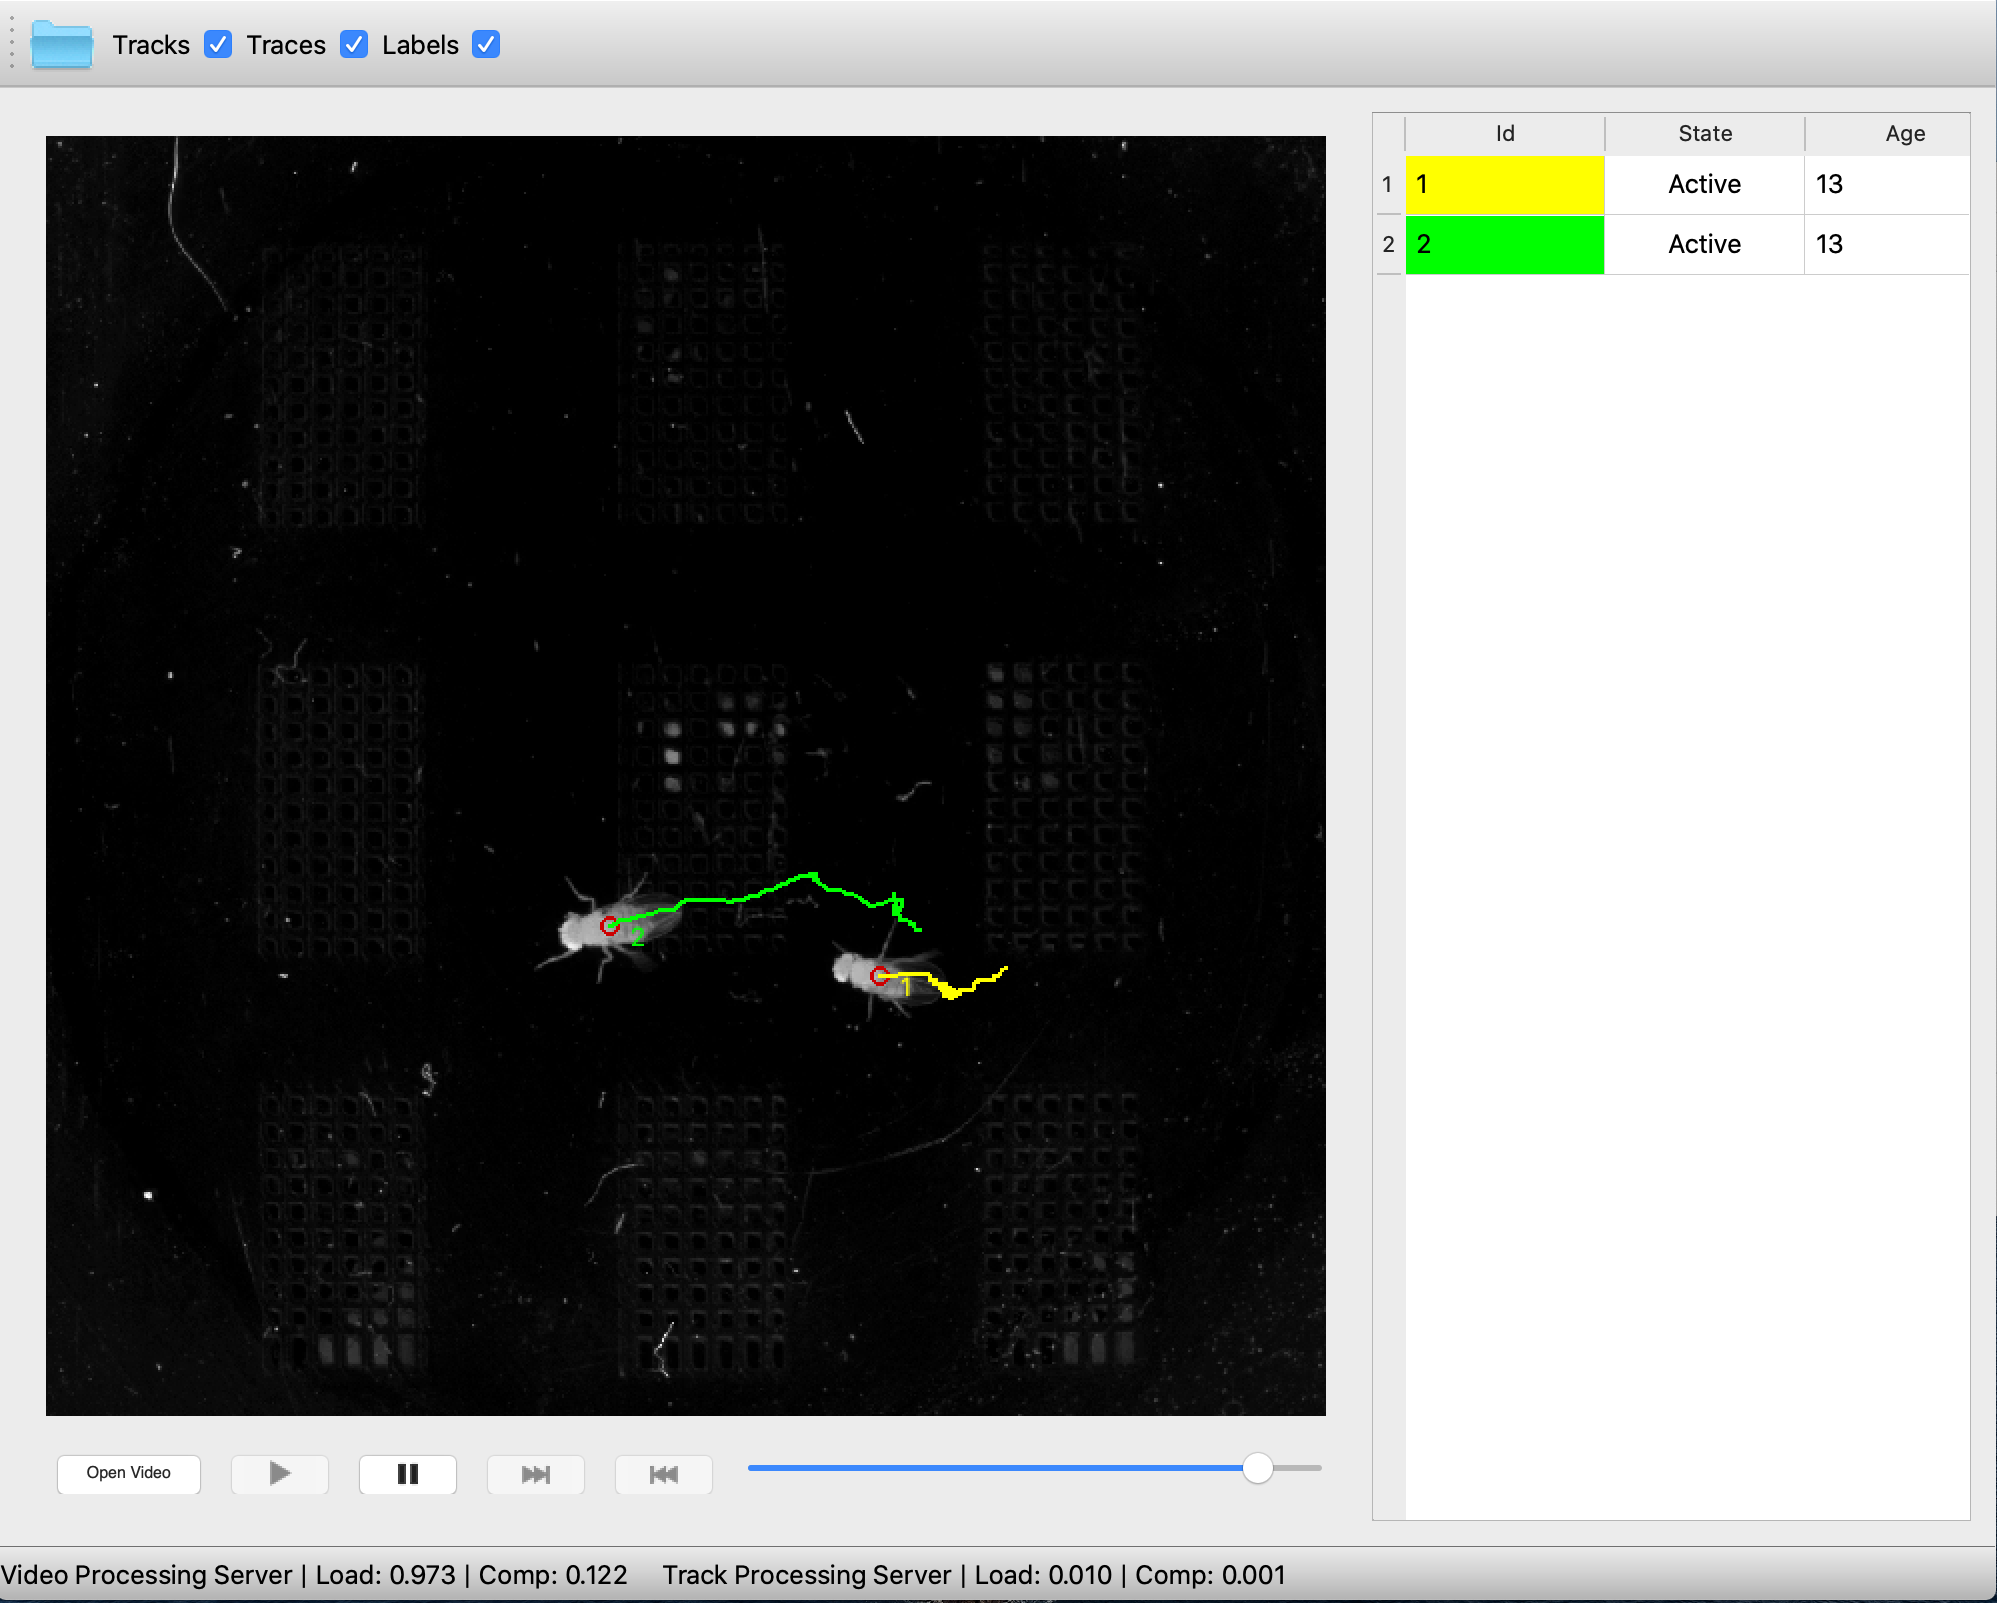 Tracks Traces Labels
Id State Age
1 1 Active 13
2 2 Active 13
2
1
Open Video
Video Processing Server | Load: 0.973 | Comp: 0.122 Track Processing Server | Load: 0.010 | Comp: 0.001